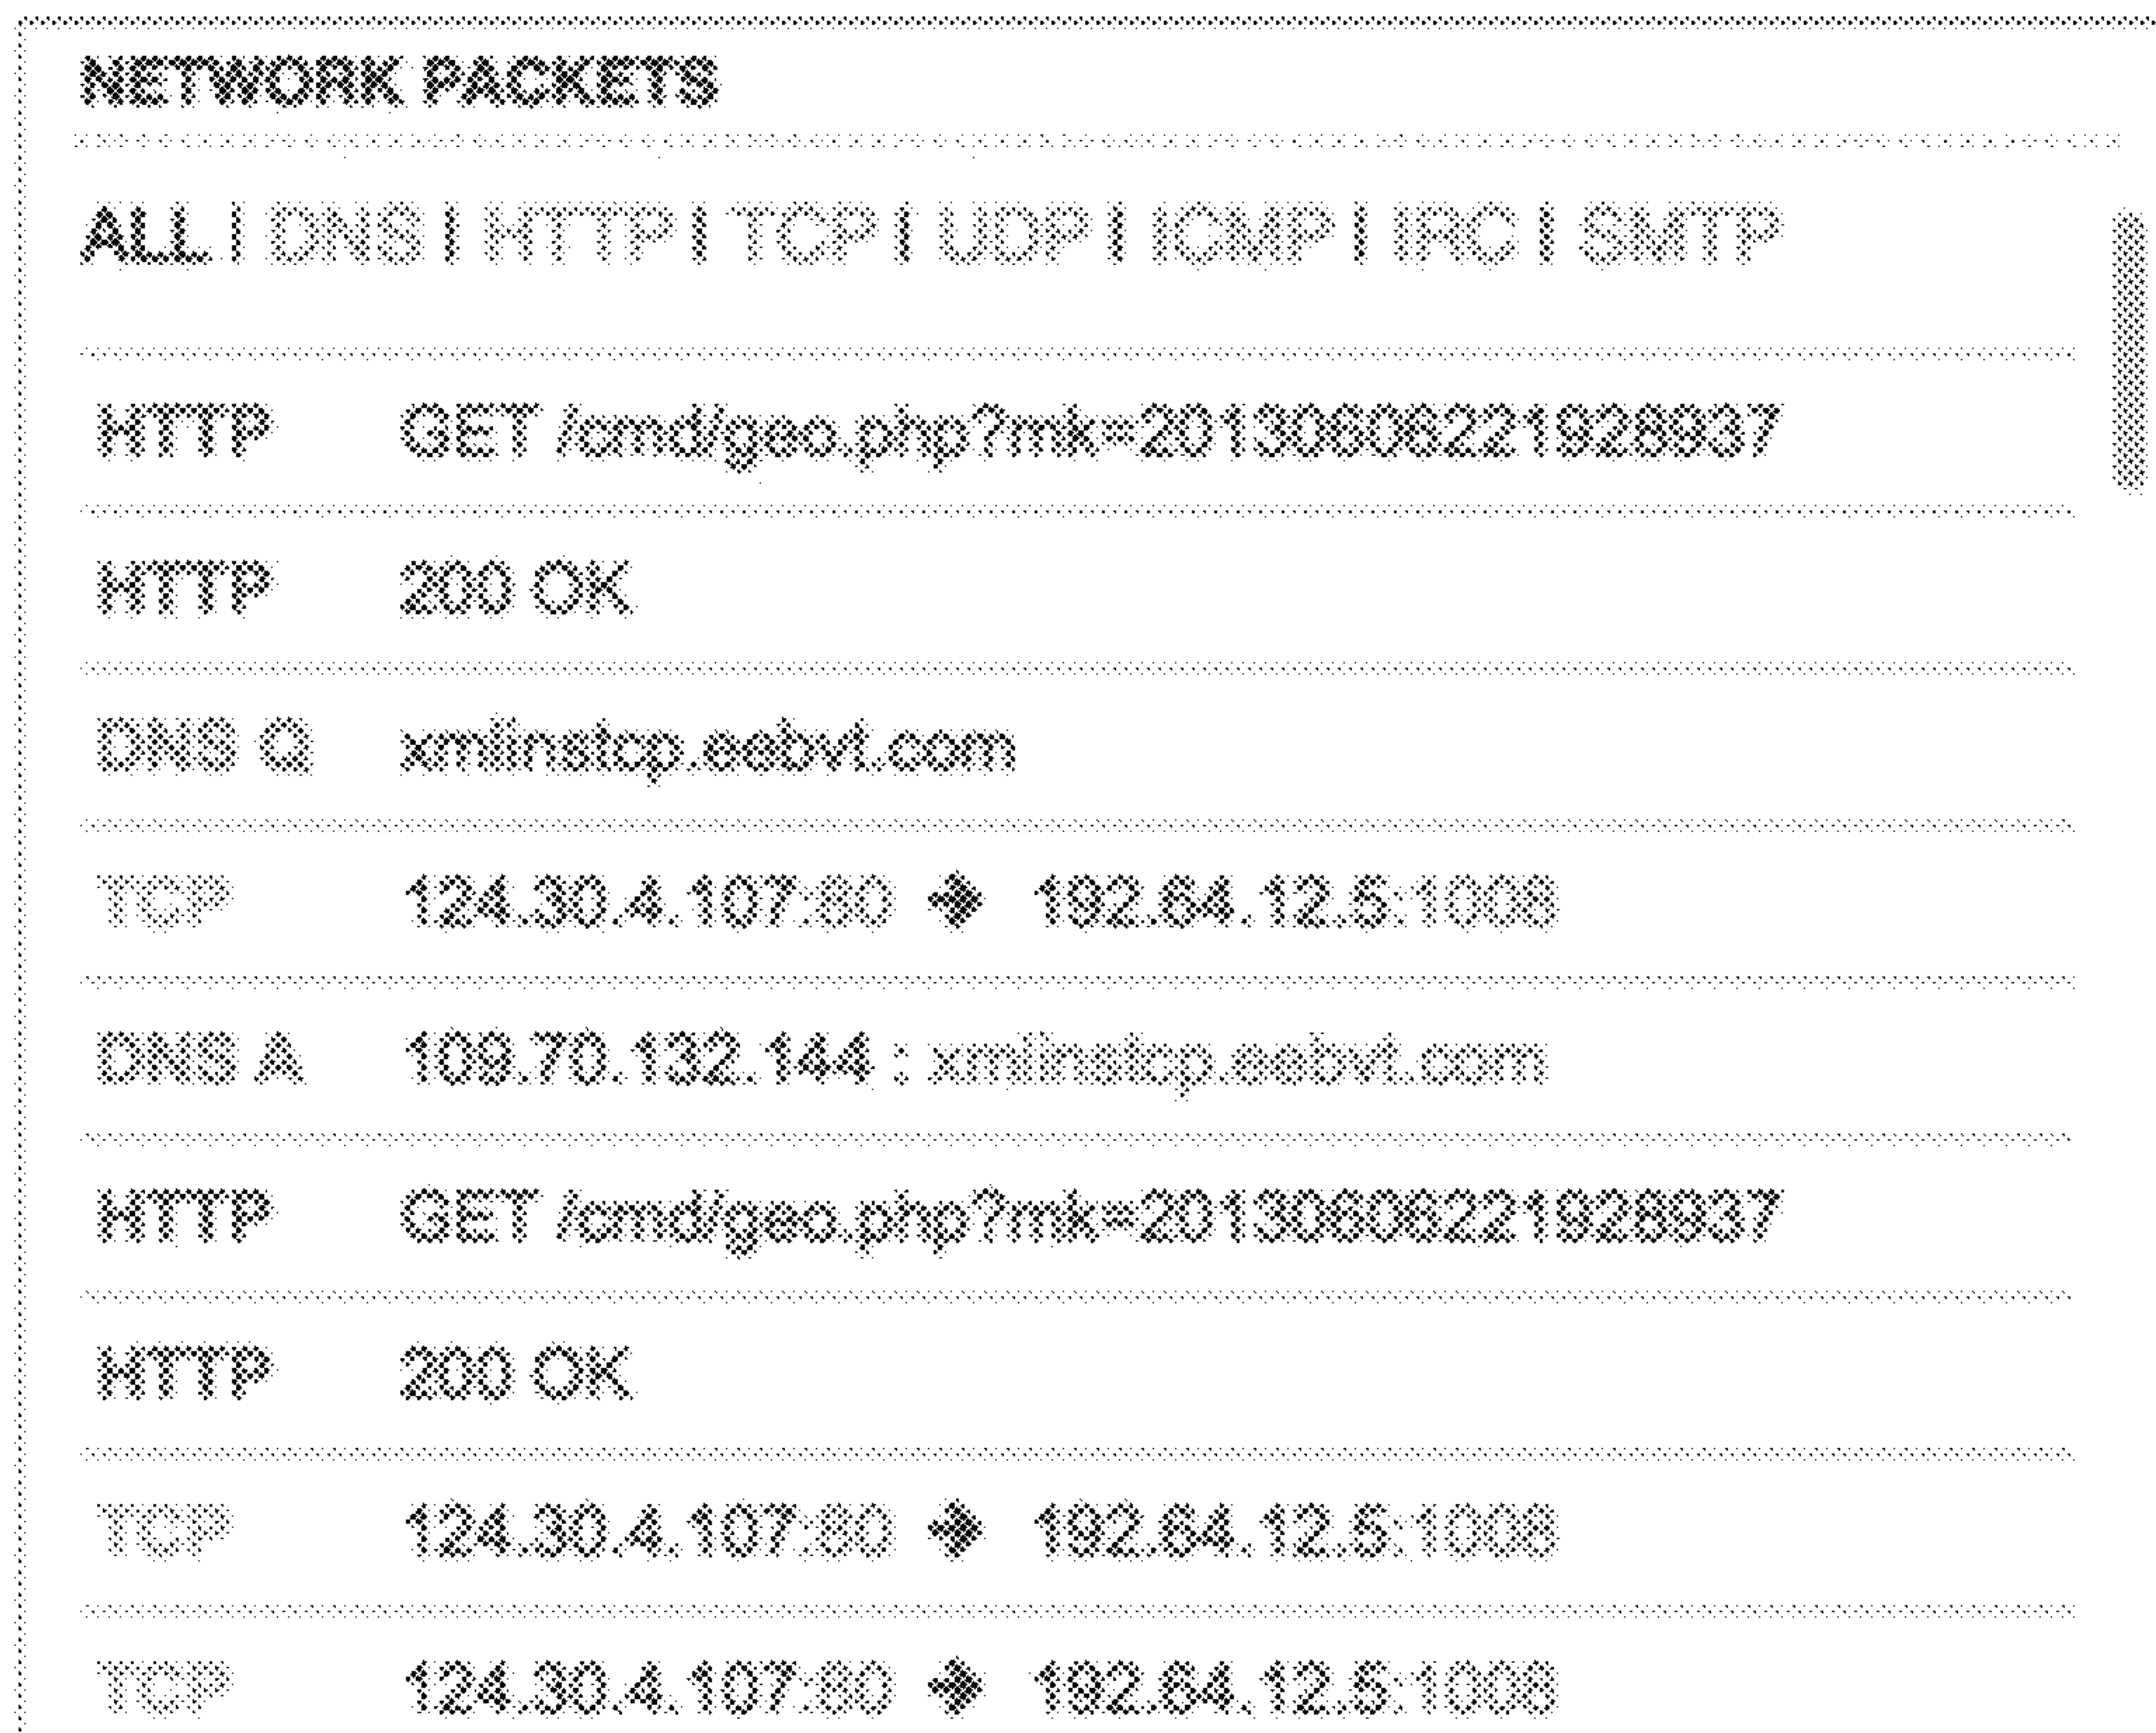 NETWORK PACKETS
ALL | DNS | HTTP | TCP | UDP | ICMP | IRC | SMTP
HTTP GET /cmd/geo.php?mk=20130606221928937
HTTP 200 OK
DNS Q xmlinstcp.eebvt.com
TCP 124.30.4.107:80 → 192.64.12.5:1008
DNS A 109.70.132.144 : xmlinstcp.eebvt.com
HTTP GET /cmd/geo.php?mk=20130606221928937
HTTP 200 OK
TCP 124.30.4.107:80 → 192.64.12.5:1008
TCP 124.30.4.107:80 → 192.64.12.5:1008